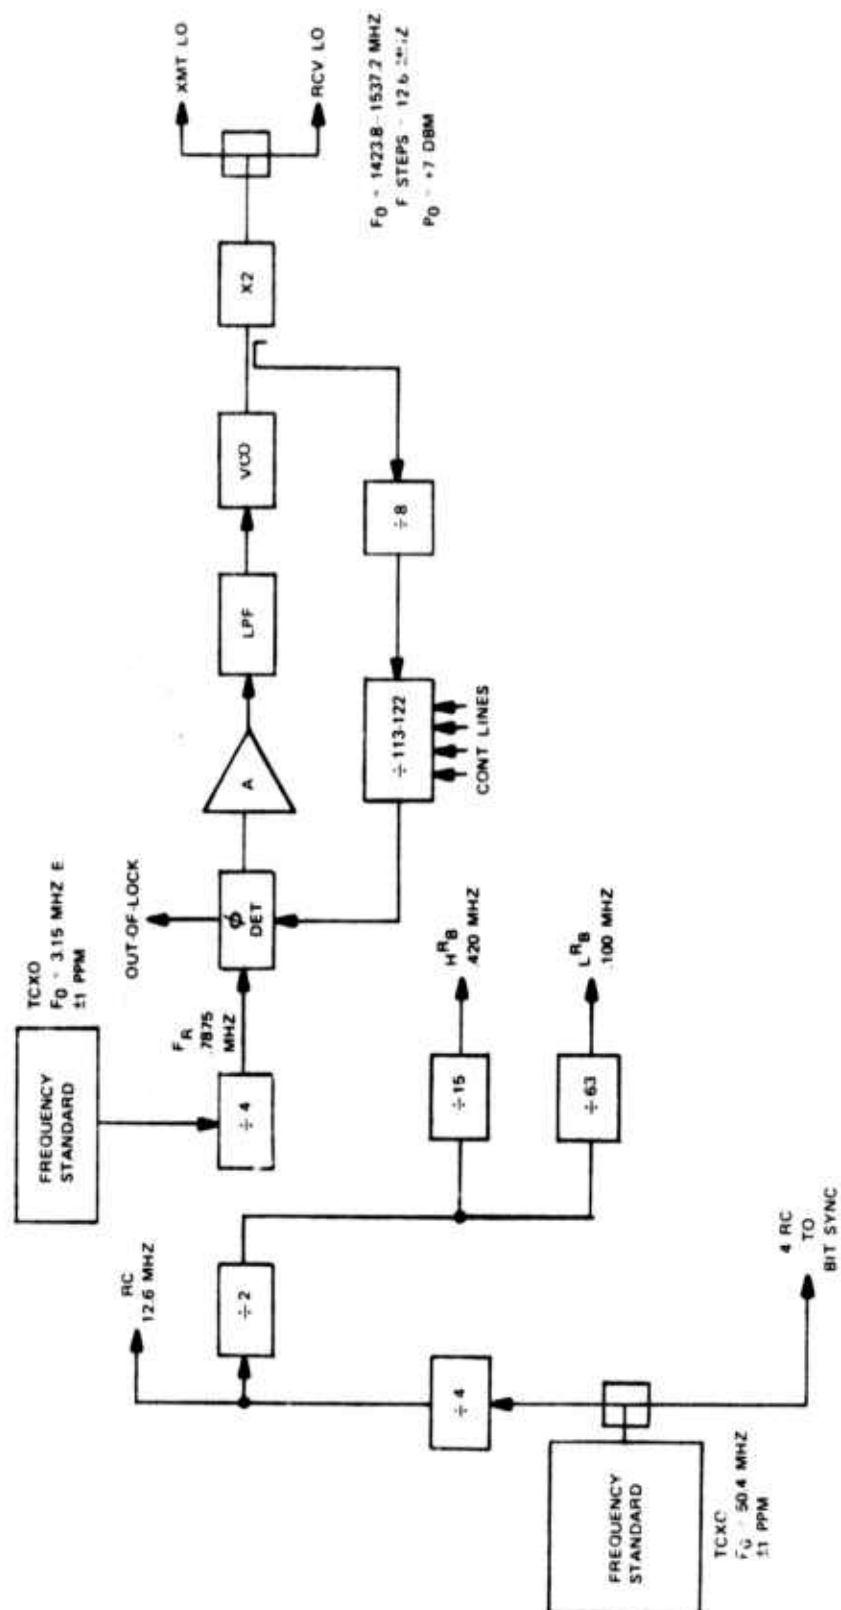 XMT LO
RCV LO
F0 - 1423.8 - 1537.2 MHZ
F STEPS - 12.6
P0 - +7 DBM
X2
VCO
LPF
A
÷8
÷113-122
CONT LINES
OUT-OF-LOCK
ϕ
DET
TCXO
F0 - 3.15 MHZ E
±1 PPM
FREQUENCY
STANDARD
FR
.7875
MHZ
÷4
HRB
.420 MHZ
LRB
.100 MHZ
÷15
÷63
RC
12.6 MHZ
÷2
÷4
4 RC
TO
BIT SYNC
FREQUENCY
STANDARD
50.4 MHZ
±1 PPM